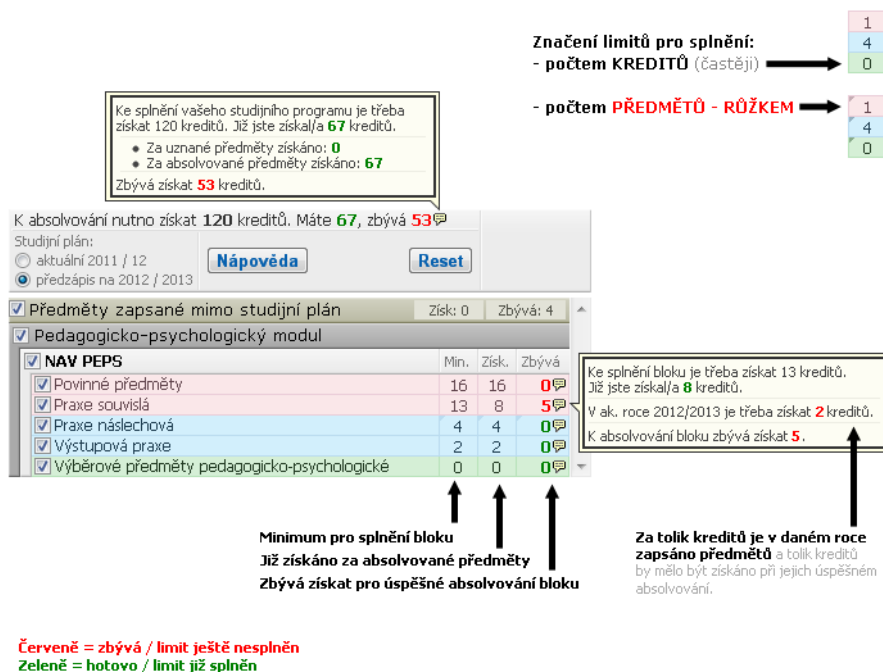 Značení limitů pro splnění:
- počtem KREDITŮ (častěji)
1
4
0
- počtem PŘEDMĚTŮ - RŮŽKEM
1
4
0
Ke splnění vašeho studijního programu je třeba
získat 120 kreditů. Již jste získal/a 67 kreditů.
• Za uznané předměty získáno: 0
• Za absolvované předměty získáno: 67
Zbývá získat 53 kreditů.
K absolvování nutno získat 120 kreditů. Máte 67, zbývá 53
Studijní plán:
aktuální 2011 / 12
předzápis na 2012 / 2013
Nápověda
Reset
Předměty zapsané mimo studijní plán Získ: 0 Zbývá: 4
Pedagogicko-psychologický modul
NAV PEPS Min. Získ. Zbývá
Povinné předměty 16 16 0
Praxe souvislá 13 8 5
Praxe náslechová 4 4 0
Výstupová praxe 2 2 0
Výběrové předměty pedagogicko-psychologické 0 0 0
Ke splnění bloku je třeba získat 13 kreditů.
Již jste získal/a 8 kreditů.
V ak. roce 2012/2013 je třeba získat 2 kreditů.
K absolvování bloku zbývá získat 5.
Minimum pro splnění bloku
Již získáno za absolvované předměty
Zbývá získat pro úspěšné absolvování bloku
Za tolik kreditů je v daném roce
zapsáno předmětů a tolik kreditů
by mělo být získáno při jejich úspěšném
absolvování.
Červeně = zbývá / limit ještě nesplněn
Zeleně = hotovo / limit již splněn